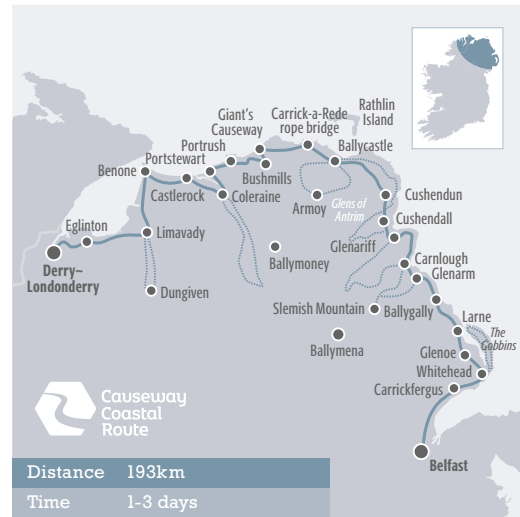 Rathlin
Island
Carrick-a-Rede
rope bridge
Giant's
Causeway
Portrush
Ballycastle
Portstewart
Benone
Bushmills
Castlerock
Coleraine
Armoy
Glens of
Antrim
Cushendun
Cushendall
Eglinton
Limavady
Glenariff
Derry~
Londonderry
Ballymoney
Carnlough
Glenarm
Dungiven
Slemish Mountain
Ballygally
Larne
The
Gobbins
Ballymena
Glenoe
Whitehead
Carrickfergus
Causeway
Coastal
Route
Belfast
Distance 193km
Time 1-3 days